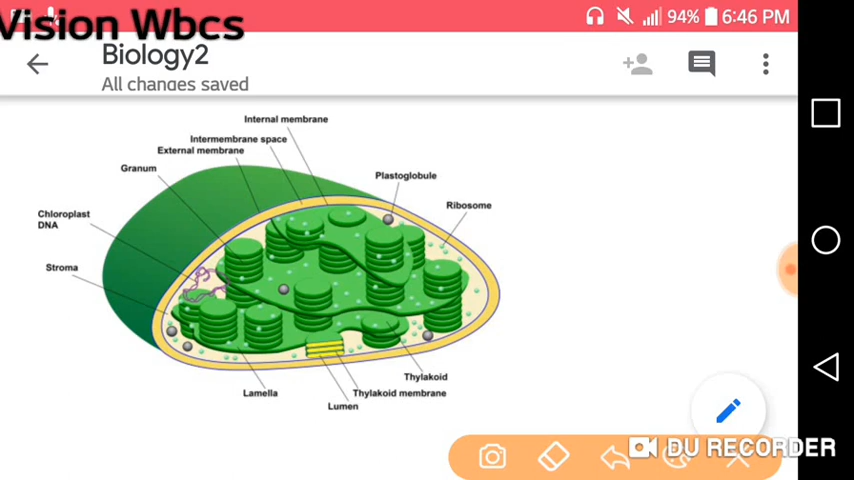 Vision Wbcs
94% 6:46 PM
Biology2
All changes saved
Internal membrane
Intermembrane space
External membrane
Granum
Plastoglobule
Ribosome
Chloroplast
DNA
Stroma
Thylakoid
Lamella
Thylakoid membrane
Lumen
DU RECORDER